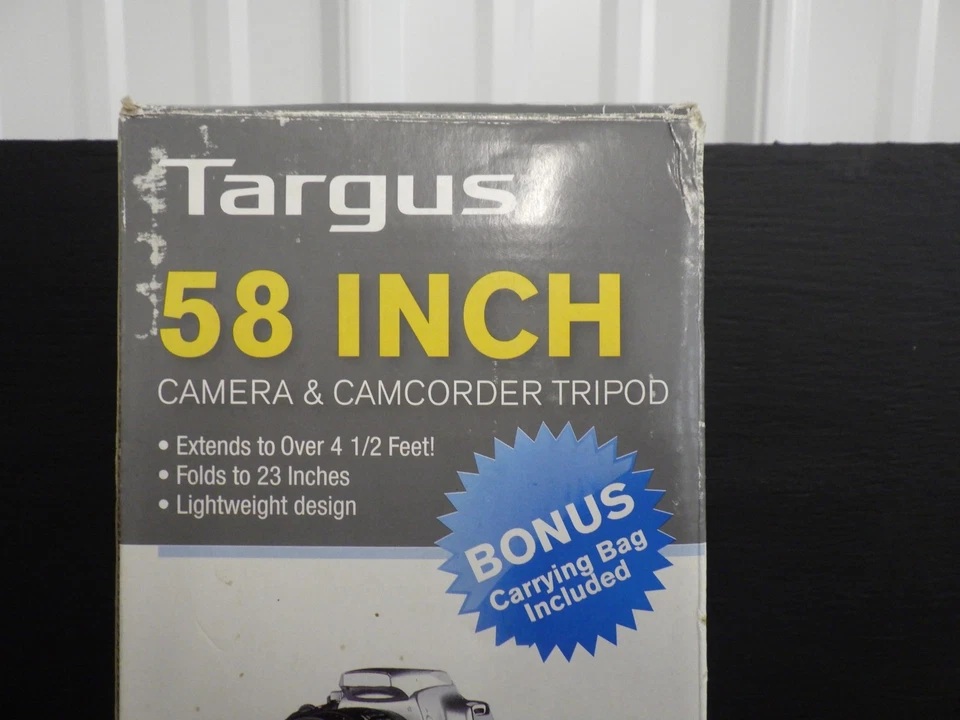 Targus
58 INCH
CAMERA & CAMCORDER TRIPOD
• Extends to Over 4 1/2 Feet!
• Folds to 23 Inches
• Lightweight design
BONUS
Carrying Bag
Included